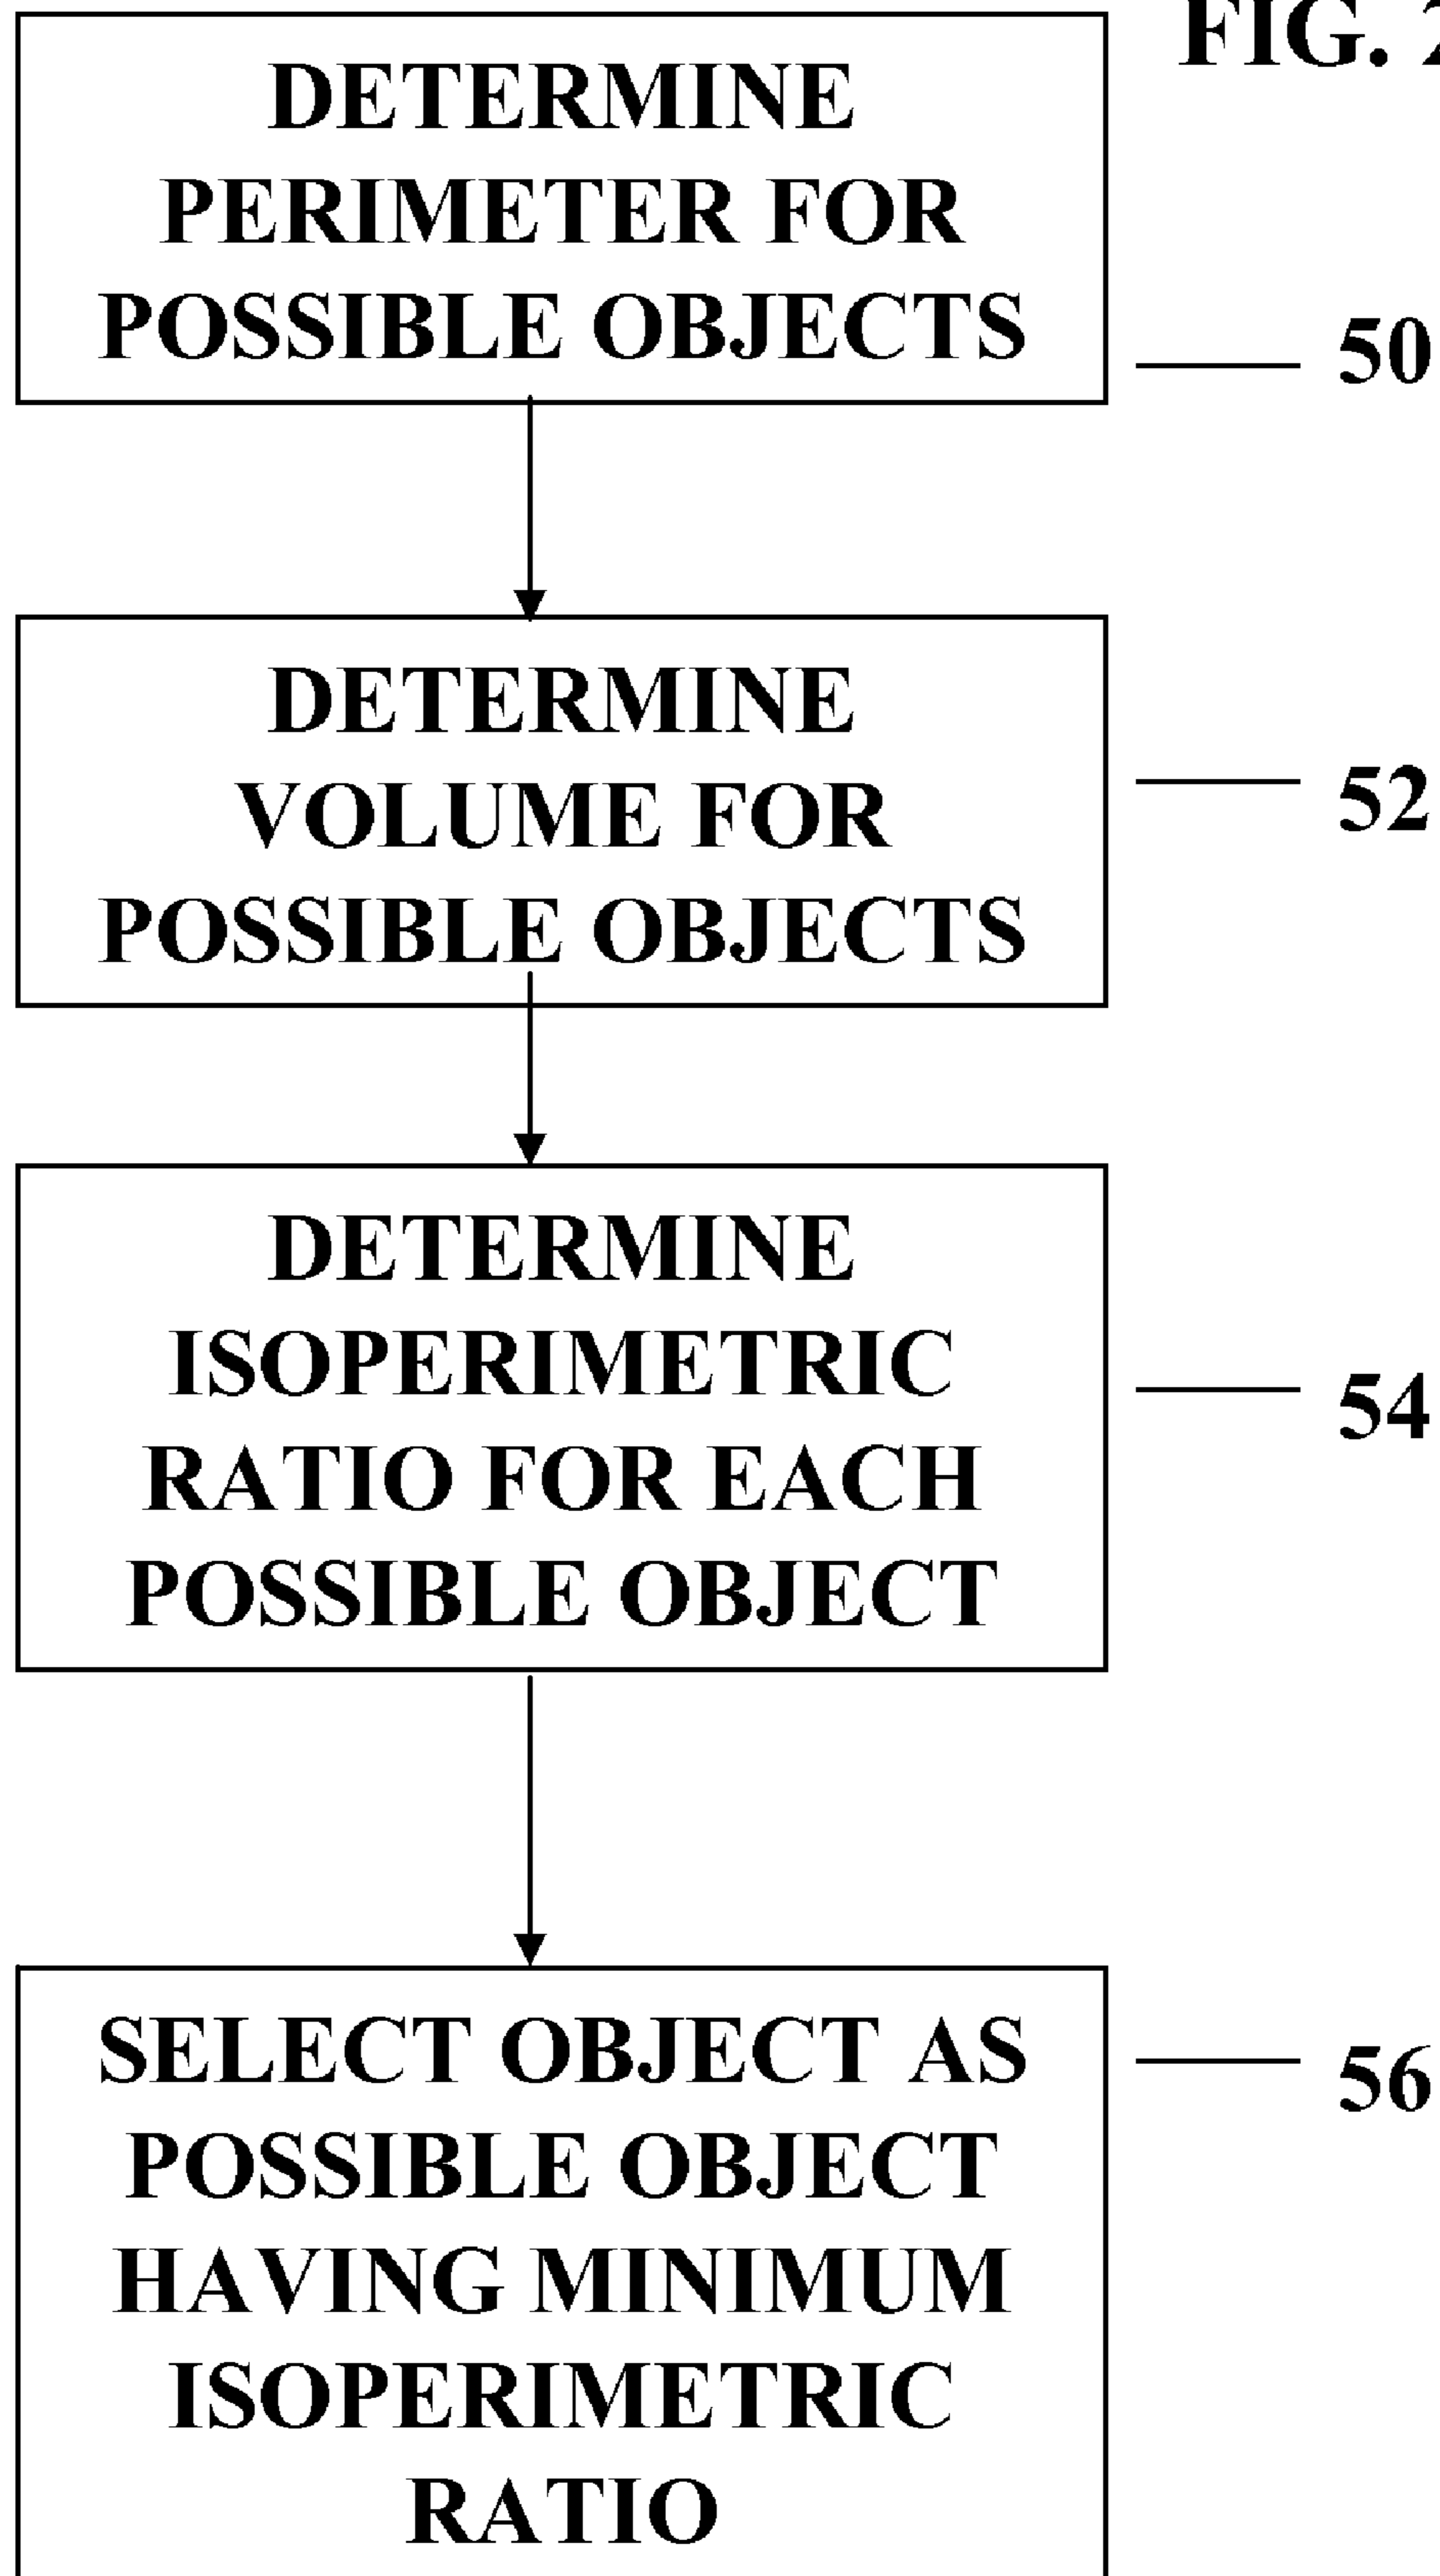 FIG. 2
DETERMINE
PERIMETER FOR
POSSIBLE OBJECTS
50
DETERMINE
VOLUME FOR
POSSIBLE OBJECTS
52
DETERMINE
ISOPERIMETRIC
RATIO FOR EACH
POSSIBLE OBJECT
54
SELECT OBJECT AS
POSSIBLE OBJECT
HAVING MINIMUM
ISOPERIMETRIC
RATIO
56